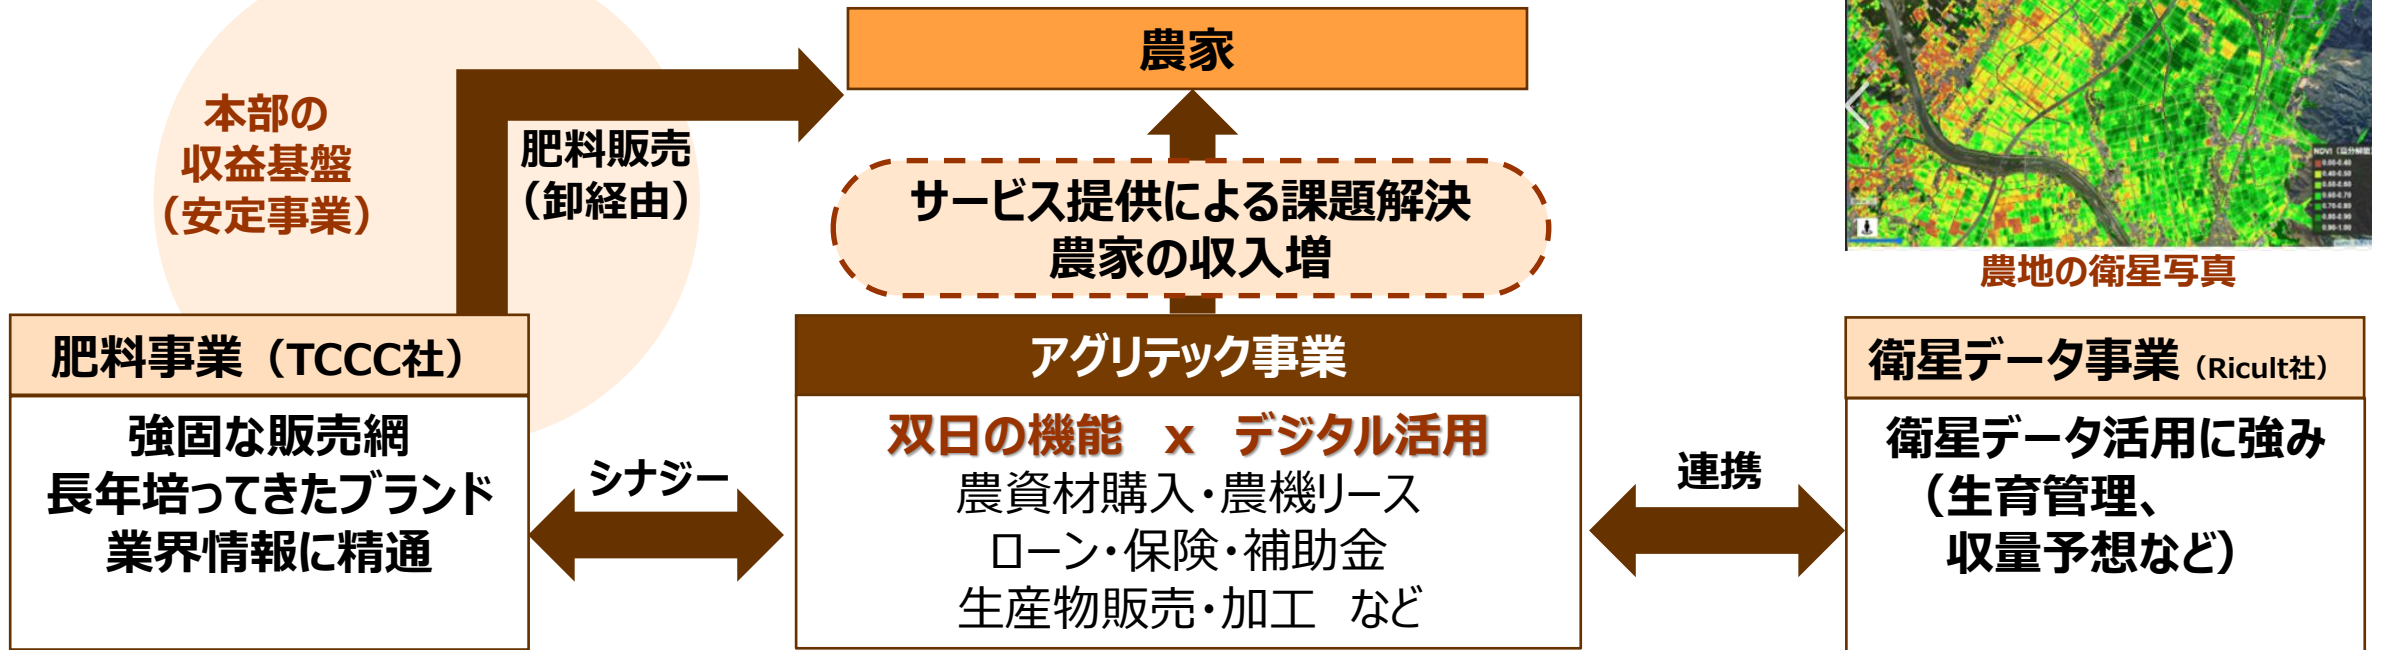 農家
本部の
収益基盤
（安定事業）
肥料販売
（卸経由）
サービス提供による課題解決
農家の収入増
農地の衛星写真
肥料事業（TCCC社）
強固な販売網
長年培ってきたブランド
業界情報に精通
シナジー
アグリテック事業
双日の機能　x　デジタル活用
農資材購入・農機リース
ローン・保険・補助金
生産物販売・加工　など
連携
衛星データ事業（Ricult社）
衛星データ活用に強み
（生育管理、
収量予想など）